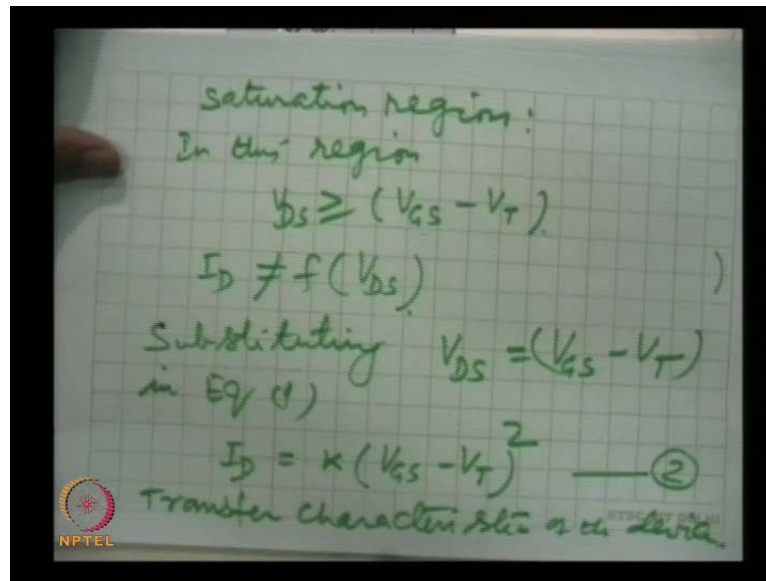 saturation region:
In this region
V_DS ≥ (V_GS - V_T).
I_D ≠ f(V_DS) )
Substituting V_DS = (V_GS - V_T)
in Eq (1)
I_D = K (V_GS - V_T)^2 —— ②
Transfer characteristic of the device.
NPTEL